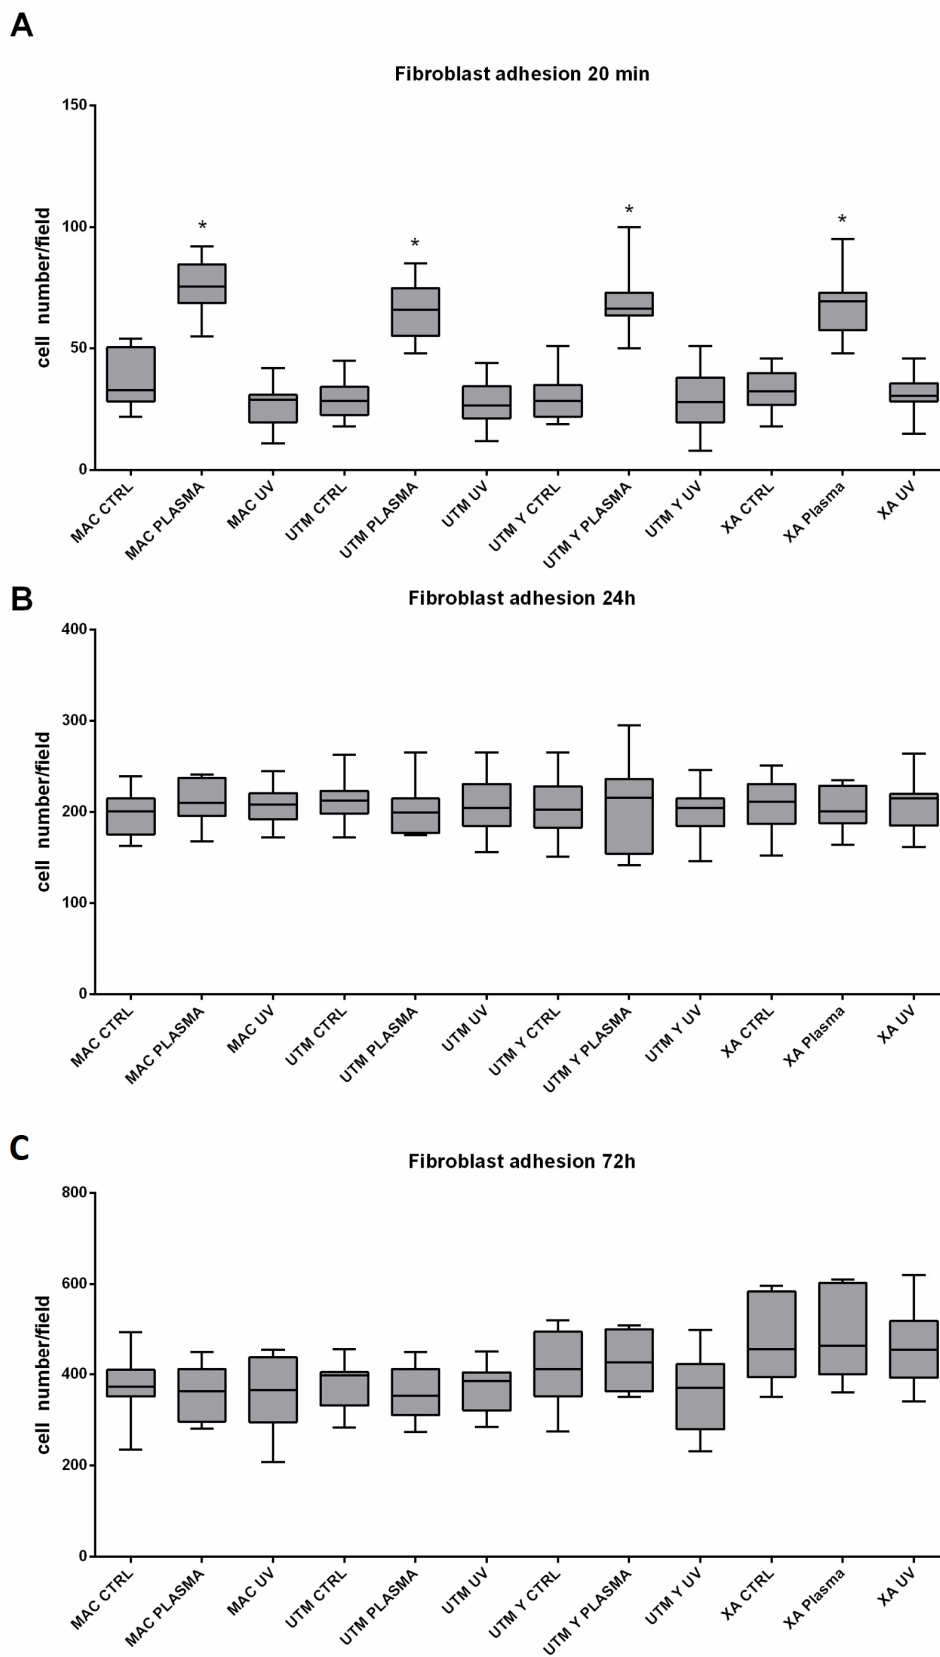 A
Fibroblast adhesion 20 min
cell number/field
150
100
50
0
*
*
*
*
MAC CTRL
MAC PLASMA
MAC UV
UTM CTRL
UTM PLASMA
UTM UV
UTM Y CTRL
UTM Y PLASMA
UTM Y UV
XA CTRL
XA Plasma
XA UV
B
Fibroblast adhesion 24h
cell number/field
400
300
200
100
0
MAC CTRL
MAC PLASMA
MAC UV
UTM CTRL
UTM PLASMA
UTM UV
UTM Y CTRL
UTM Y PLASMA
UTM Y UV
XA CTRL
XA Plasma
XA UV
C
Fibroblast adhesion 72h
cell number/field
800
600
400
200
0
MAC CTRL
MAC PLASMA
MAC UV
UTM CTRL
UTM PLASMA
UTM UV
UTM Y CTRL
UTM Y PLASMA
UTM Y UV
XA CTRL
XA Plasma
XA UV